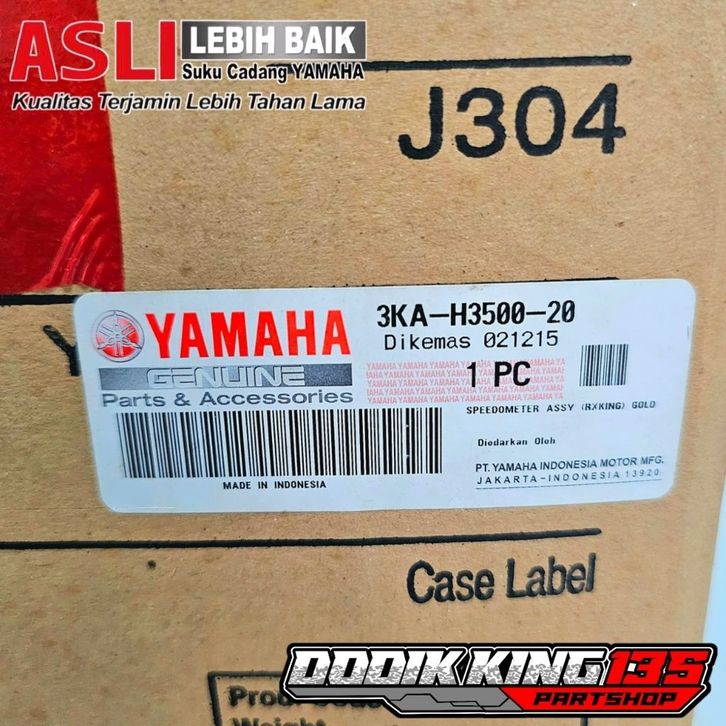 ASLI LEBIH BAIK
Suku Cadang YAMAHA
Kualitas Terjamin Lebih Tahan Lama
J304
YAMAHA
GENUINE
Parts & Accessories
3KA-H3500-20
Dikemas 021215
1 PC
SPEEDOMETER ASSY (RXKING) GOLD
Diedarkan Oleh
PT. YAMAHA INDONESIA MOTOR MFG.
JAKARTA-INDONESIA 13920
MADE IN INDONESIA
Case Label
DODIK KING 135
PARTSHOP
Weight